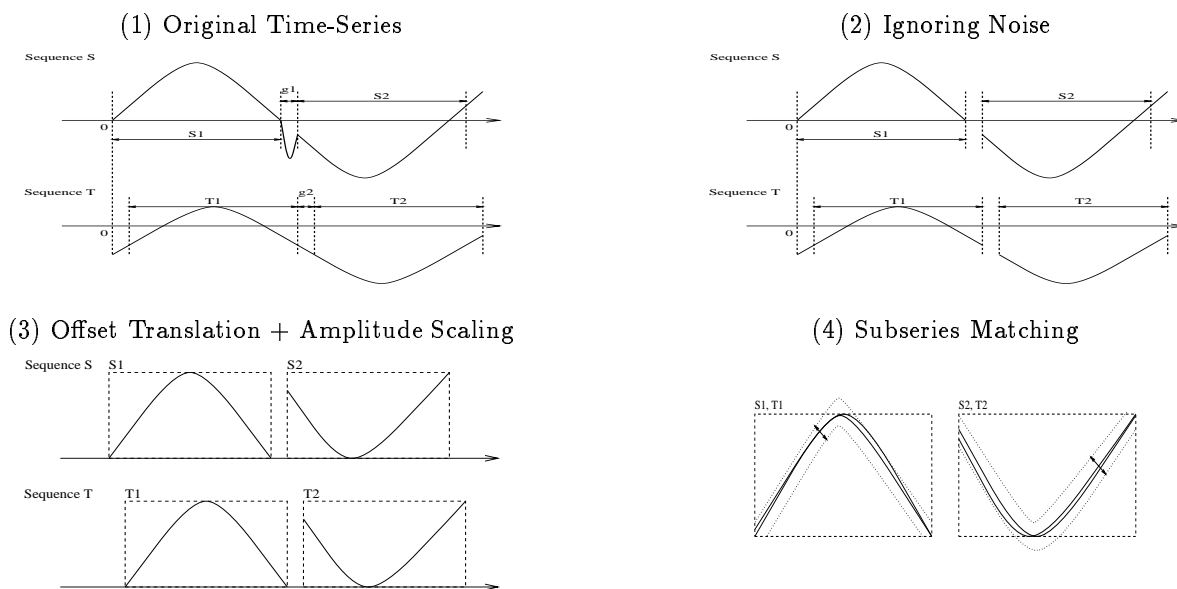 (1) Original Time-Series
Sequence S
g1
S2
0
S1
Sequence T
T1
g2
T2
0
(2) Ignoring Noise
Sequence S
S2
0
S1
Sequence T
T1
T2
0
(3) Offset Translation + Amplitude Scaling
Sequence S
S1
S2
Sequence T
T1
T2
(4) Subseries Matching
S1, T1
S2, T2